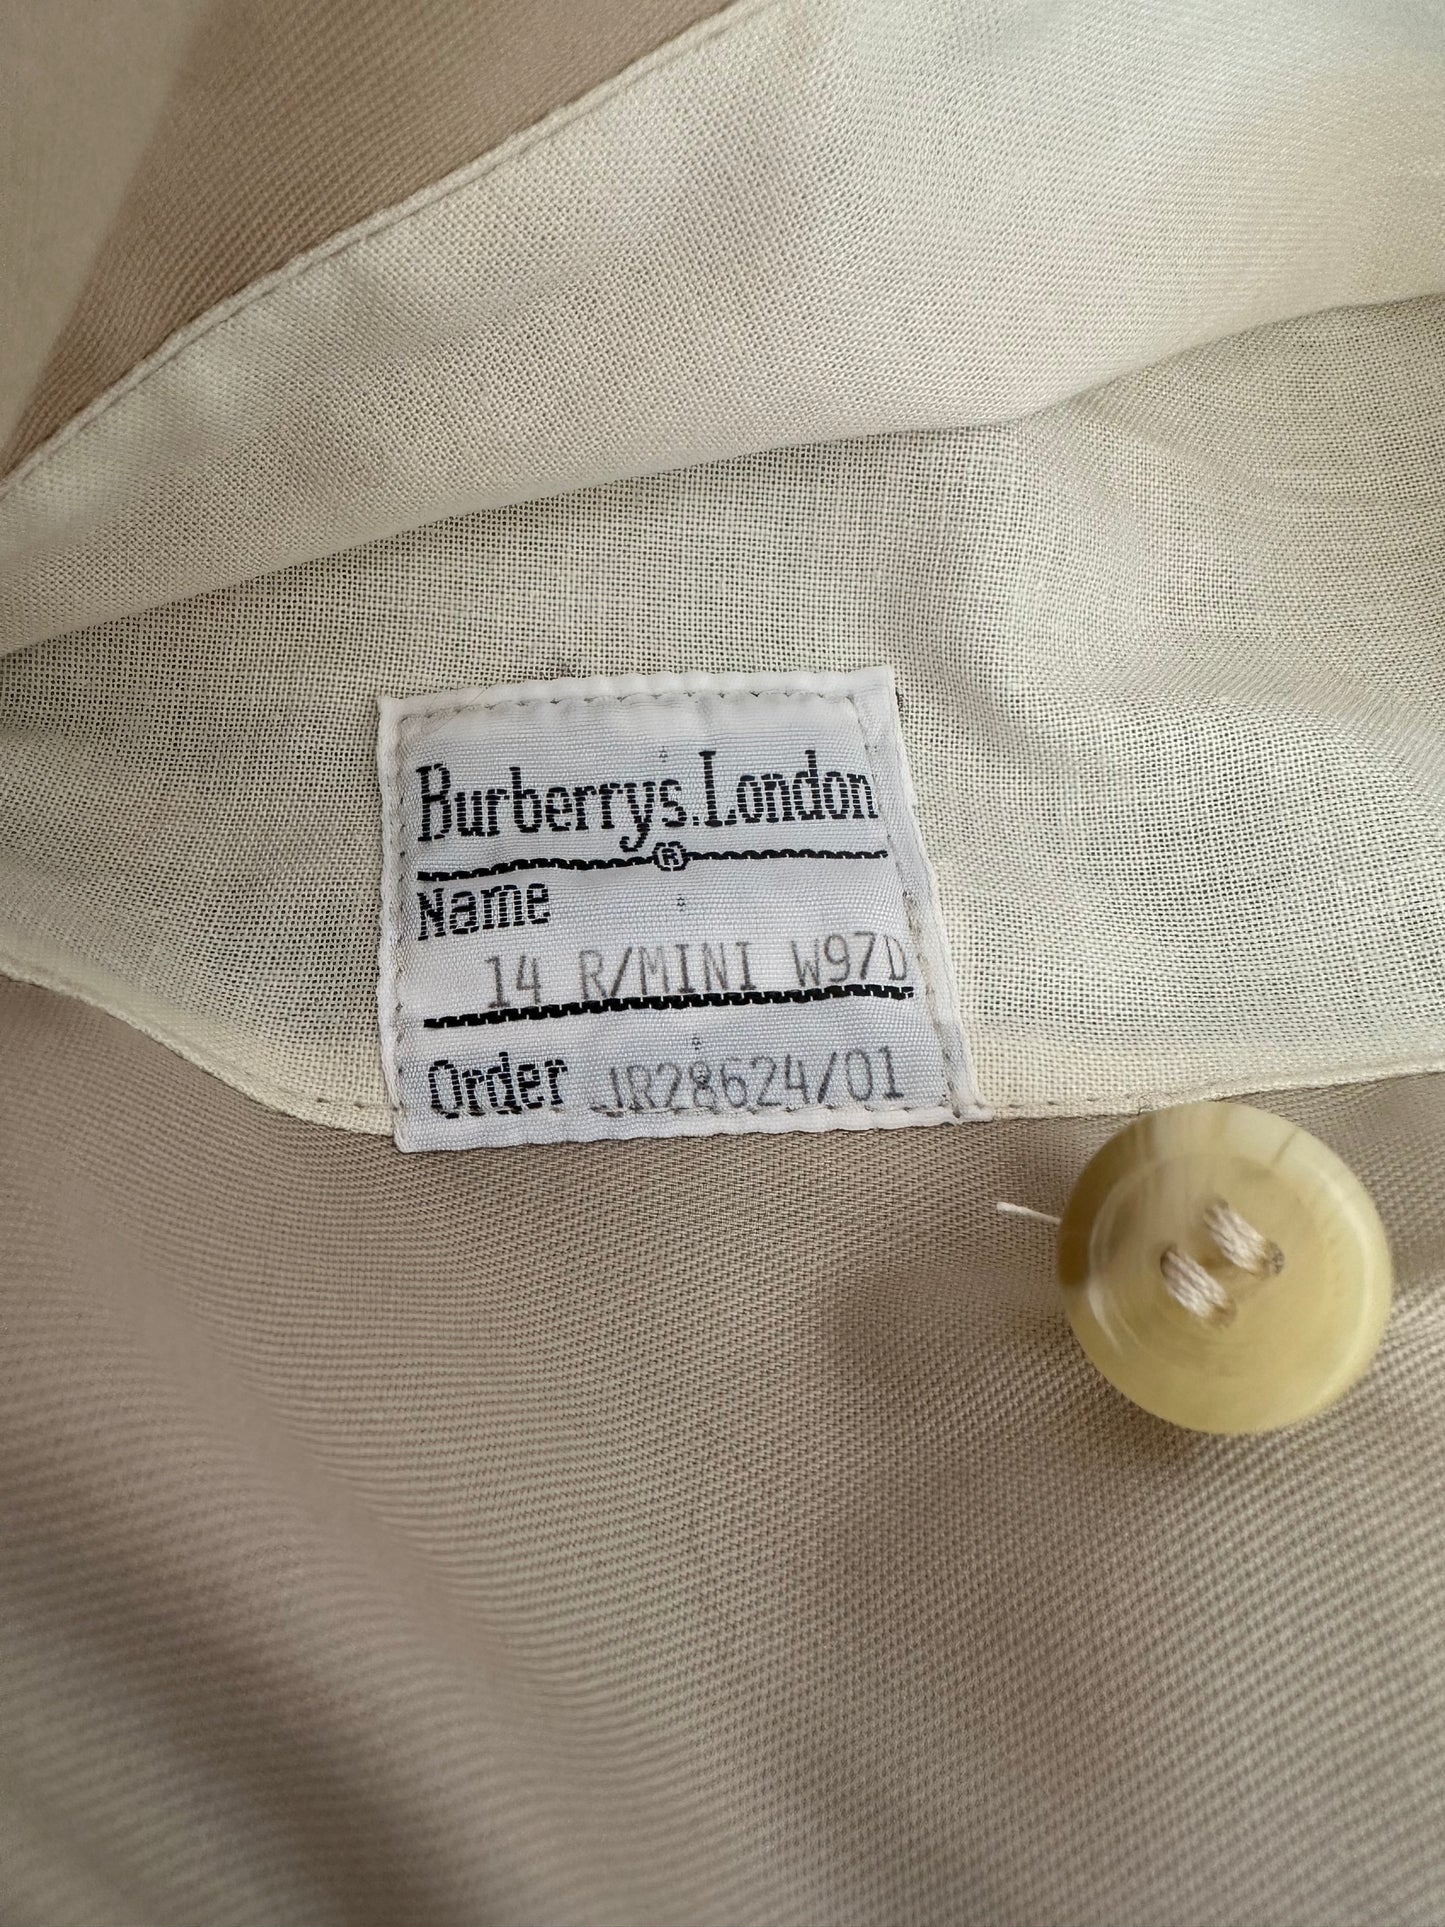 Burberrys.London
®
Name
14 R/MINI W97D
Order JR28624/01